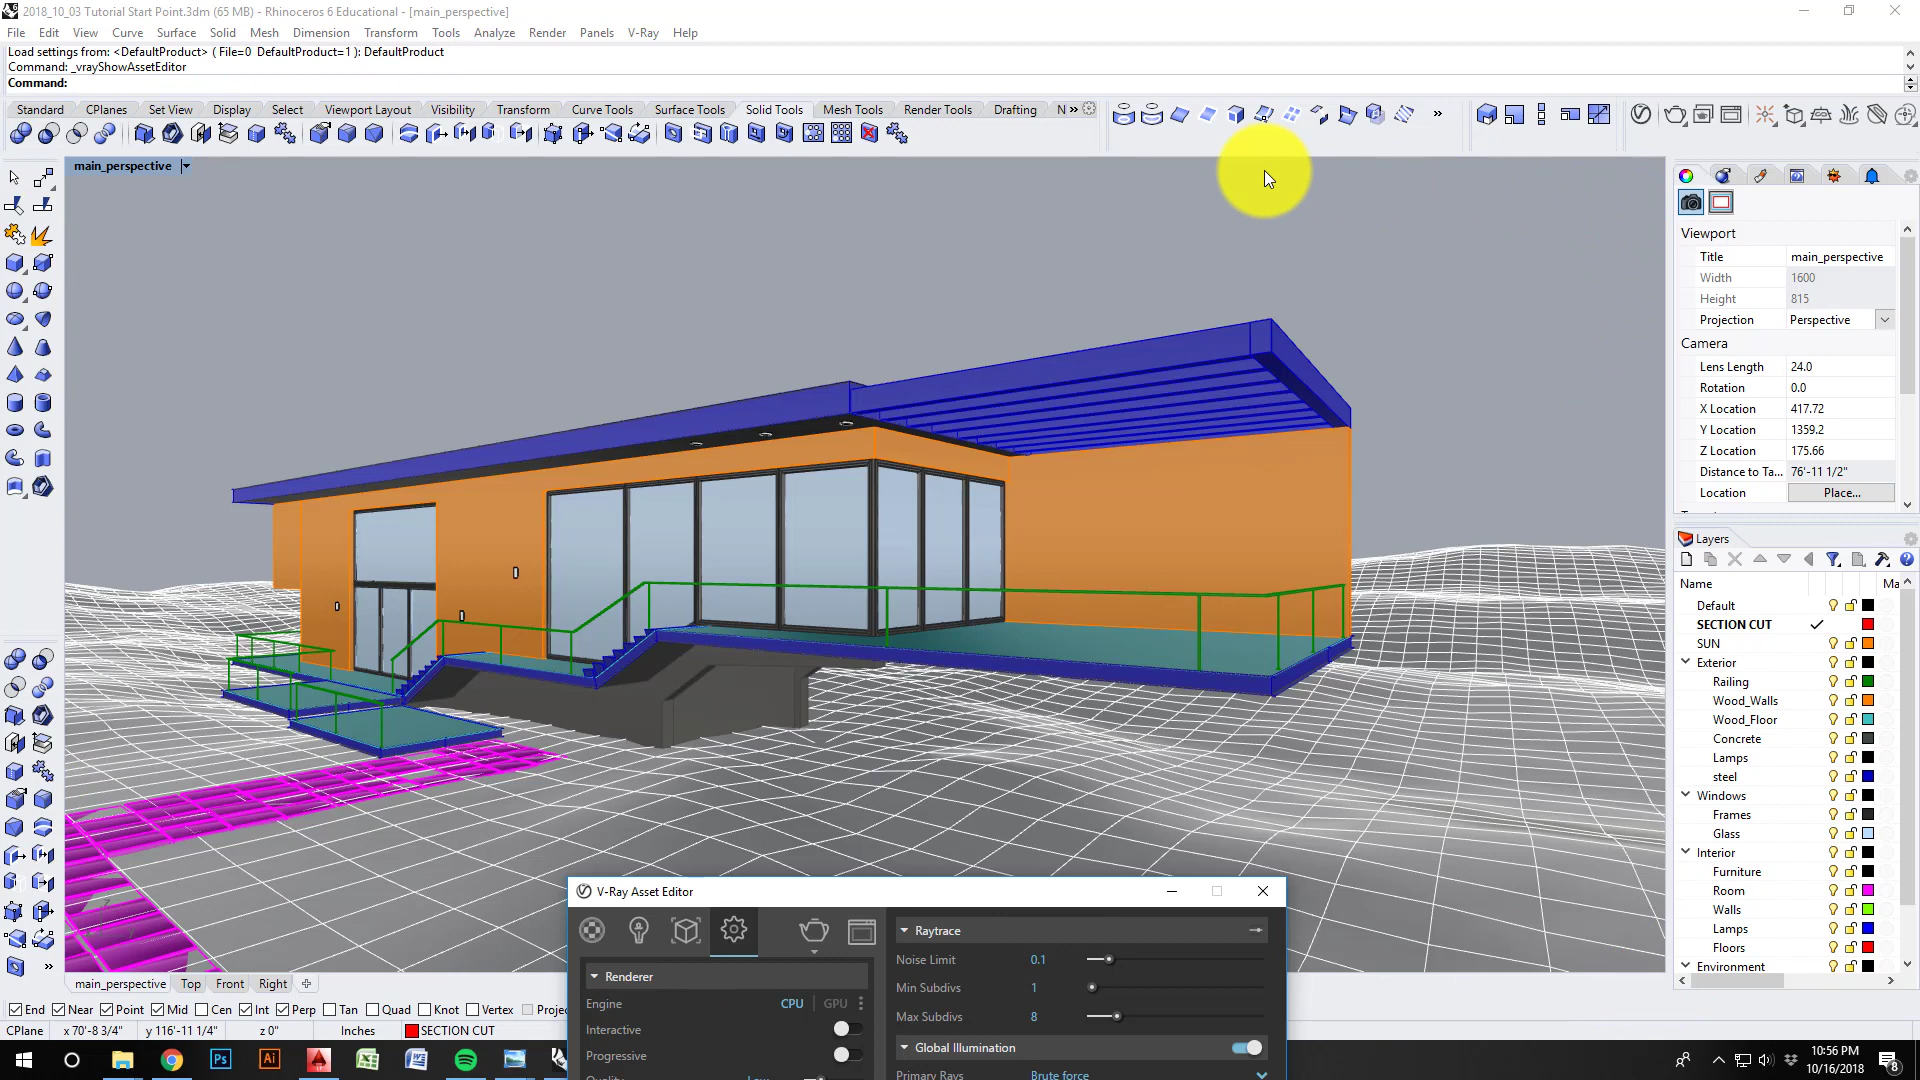 2018_10_03 Tutorial Start Point.3dm (65 MB) - Rhinoceros 6 Educational - [main_perspective]
File Edit View Curve Surface Solid Mesh Dimension Transform Tools Analyze Render Panels V-Ray Help
Load settings from: <DefaultProduct> ( File=0 DefaultProduct=1 ): DefaultProduct
Command: _vrayShowAssetEditor
Command:
Standard CPlanes Set View Display Select Viewport Layout Visibility Transform Curve Tools Surface Tools Solid Tools Mesh Tools Render Tools Drafting N »
main_perspective
Viewport
Title main_perspective
Width 1600
Height 815
Projection Perspective
Camera
Lens Length 24.0
Rotation 0.0
X Location 417.72
Y Location 1359.2
Z Location 175.66
Distance to Ta... 76'-11 1/2"
Location Place...
Layers
Name Ma
Default
SECTION CUT
SUN
Exterior
Railing
Wood_Walls
Wood_Floor
Concrete
Lamps
steel
Windows
Frames
Glass
Interior
Furniture
Room
Walls
Lamps
Floors
Environment
V-Ray Asset Editor
Renderer
Engine CPU GPU
Interactive
Progressive
Raytrace
Noise Limit 0.1
Min Subdivs 1
Max Subdivs 8
Global Illumination
Primary Rays Brute force
main_perspective Top Front Right
End Near Point Mid Cen Int Perp Tan Quad Knot Vertex Projec
CPlane x 70'-8 3/4" y 116'-11 1/4" z 0" Inches SECTION CUT
Ps Ai
10:56 PM
10/16/2018
8